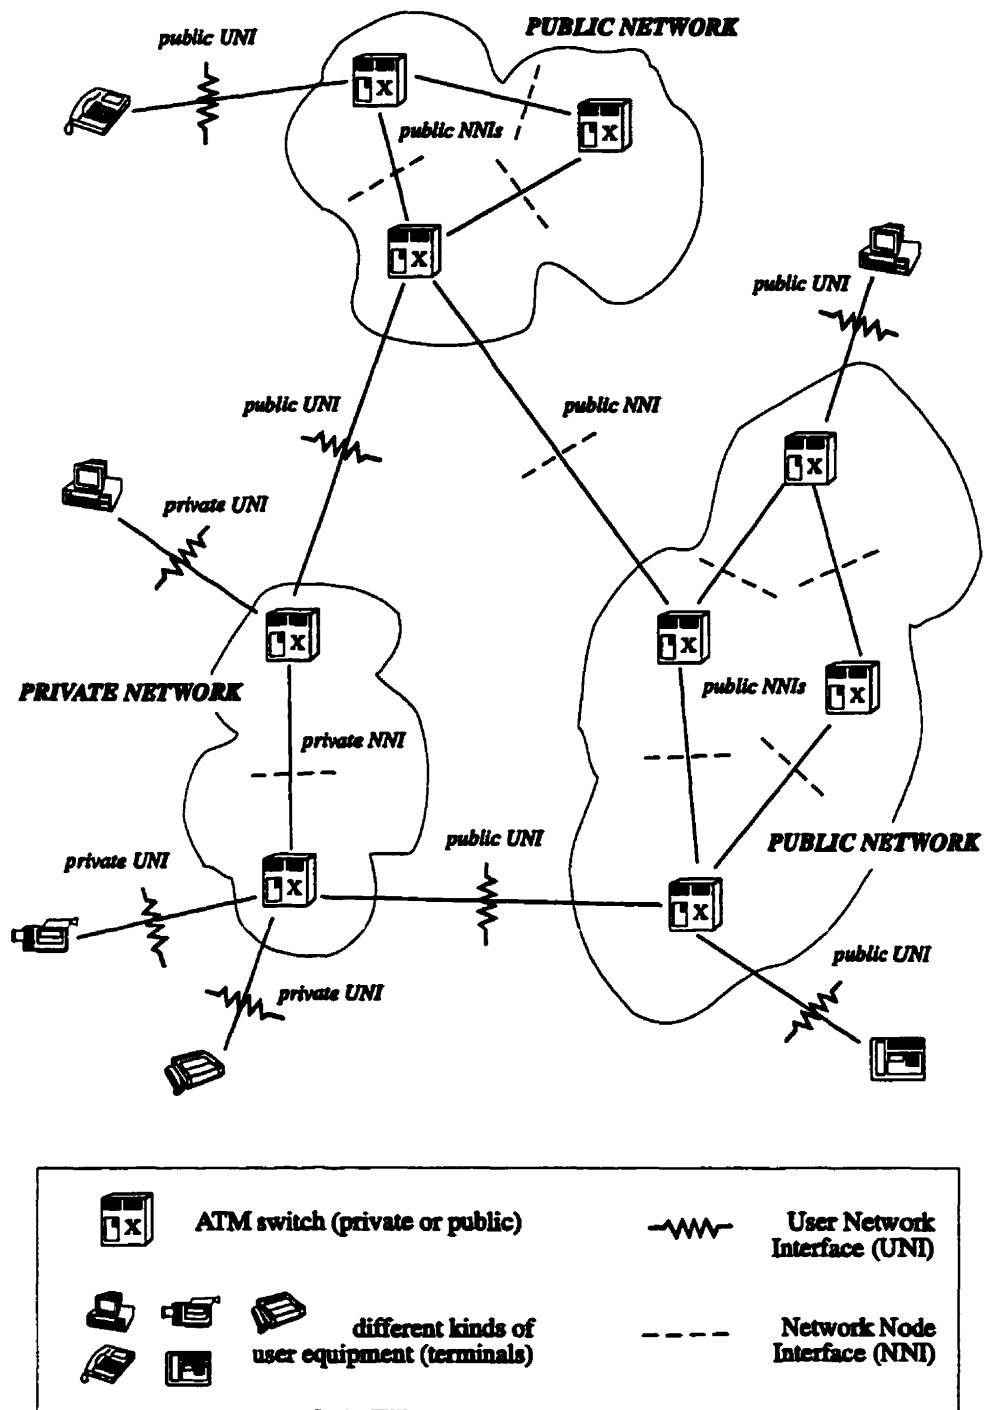 PUBLIC NETWORK
public UNI
X
X
public NNIs
X
public UNI
public UNI
public NNI
X
private UNI
X
X
PRIVATE NETWORK
public NNIs
X
private NNI
public UNI
PUBLIC NETWORK
private UNI
X
X
public UNI
private UNI
X
ATM switch (private or public)
User Network
Interface (UNI)
different kinds of
user equipment (terminals)
Network Node
Interface (NNI)